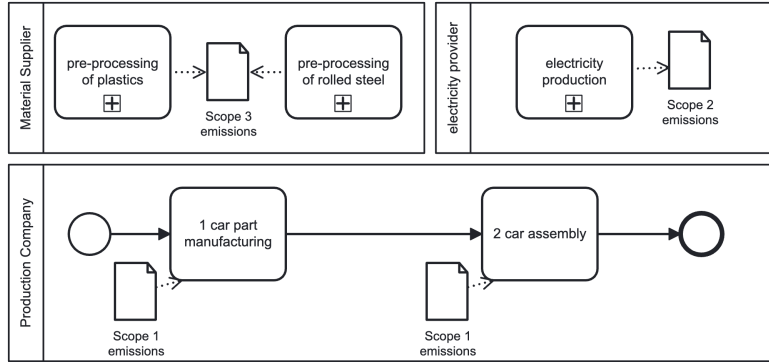 Material Supplier
pre-processing
of plastics
Scope 3
emissions
pre-processing
of rolled steel
electricity provider
electricity
production
Scope 2
emissions
Production Company
1 car part
manufacturing
2 car assembly
Scope 1
emissions
Scope 1
emissions